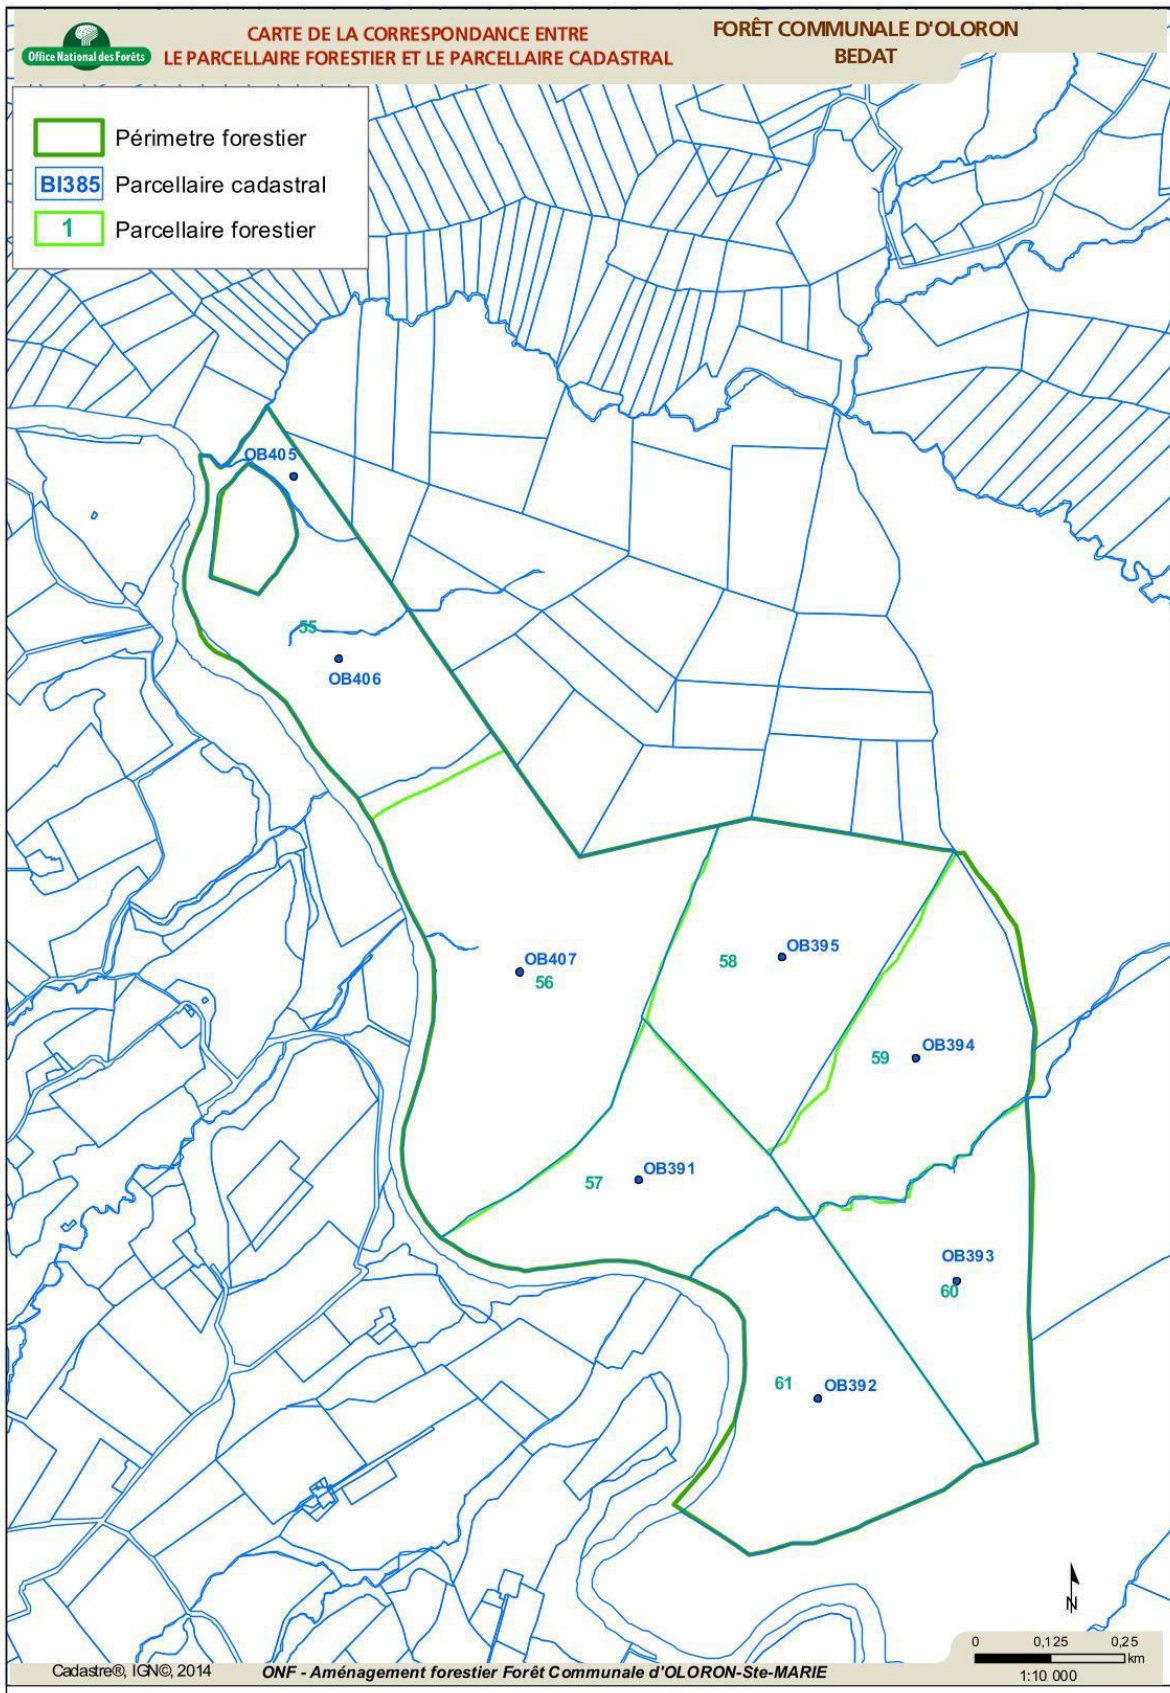 Office National des Forêts
CARTE DE LA CORRESPONDANCE ENTRE
LE PARCELLAIRE FORESTIER ET LE PARCELLAIRE CADASTRAL
FORÊT COMMUNALE D'OLORON
BEDAT
Périmetre forestier
BI385 Parcellaire cadastral
1 Parcellaire forestier
OB405
55
OB406
OB407
56
OB395
58
OB394
59
OB391
57
OB393
60
OB392
61
N
0 0,125 0,25
km
1:10 000
Cadastre®, IGN©, 2014
ONF - Aménagement forestier Forêt Communale d'OLORON-Ste-MARIE